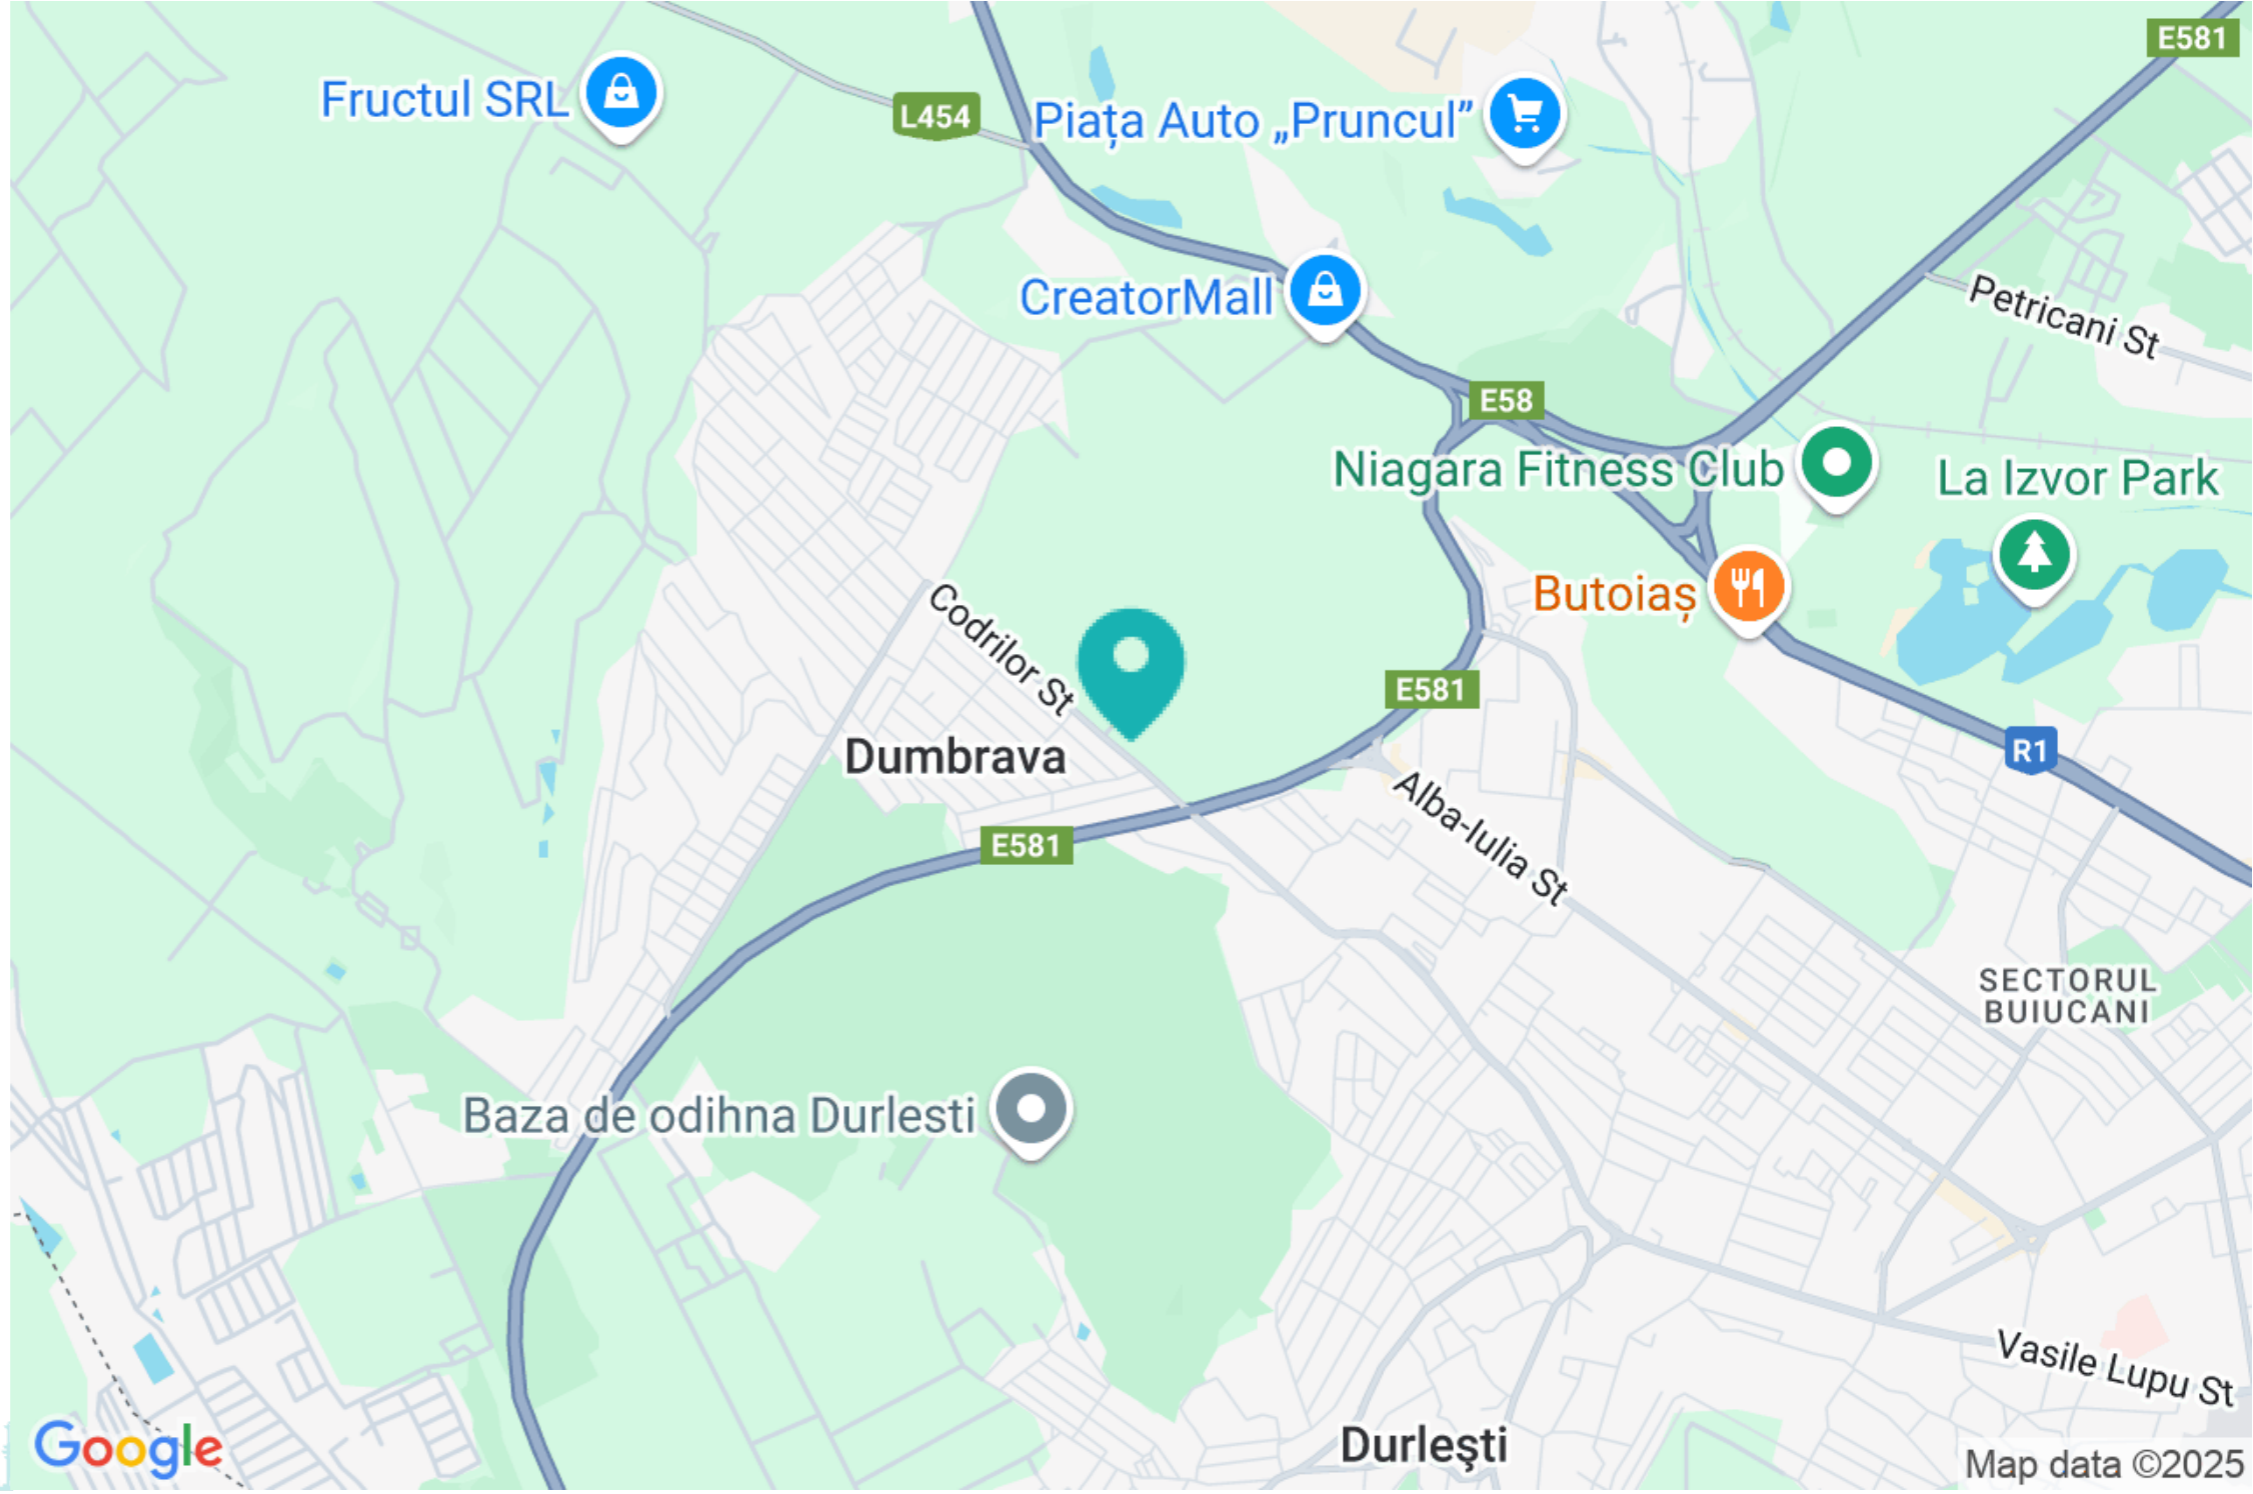 E581
Fructul SRL
L454
Piața Auto „Pruncul”
CreatorMall
Petricani St
E58
Niagara Fitness Club
La Izvor Park
Butoiaș
Codrilor St
E581
Dumbrava
R1
Alba-Iulia St
E581
SECTORUL
BUIUCANI
Baza de odihna Durlesti
Vasile Lupu St
Durleşti
Google
Map data ©2025